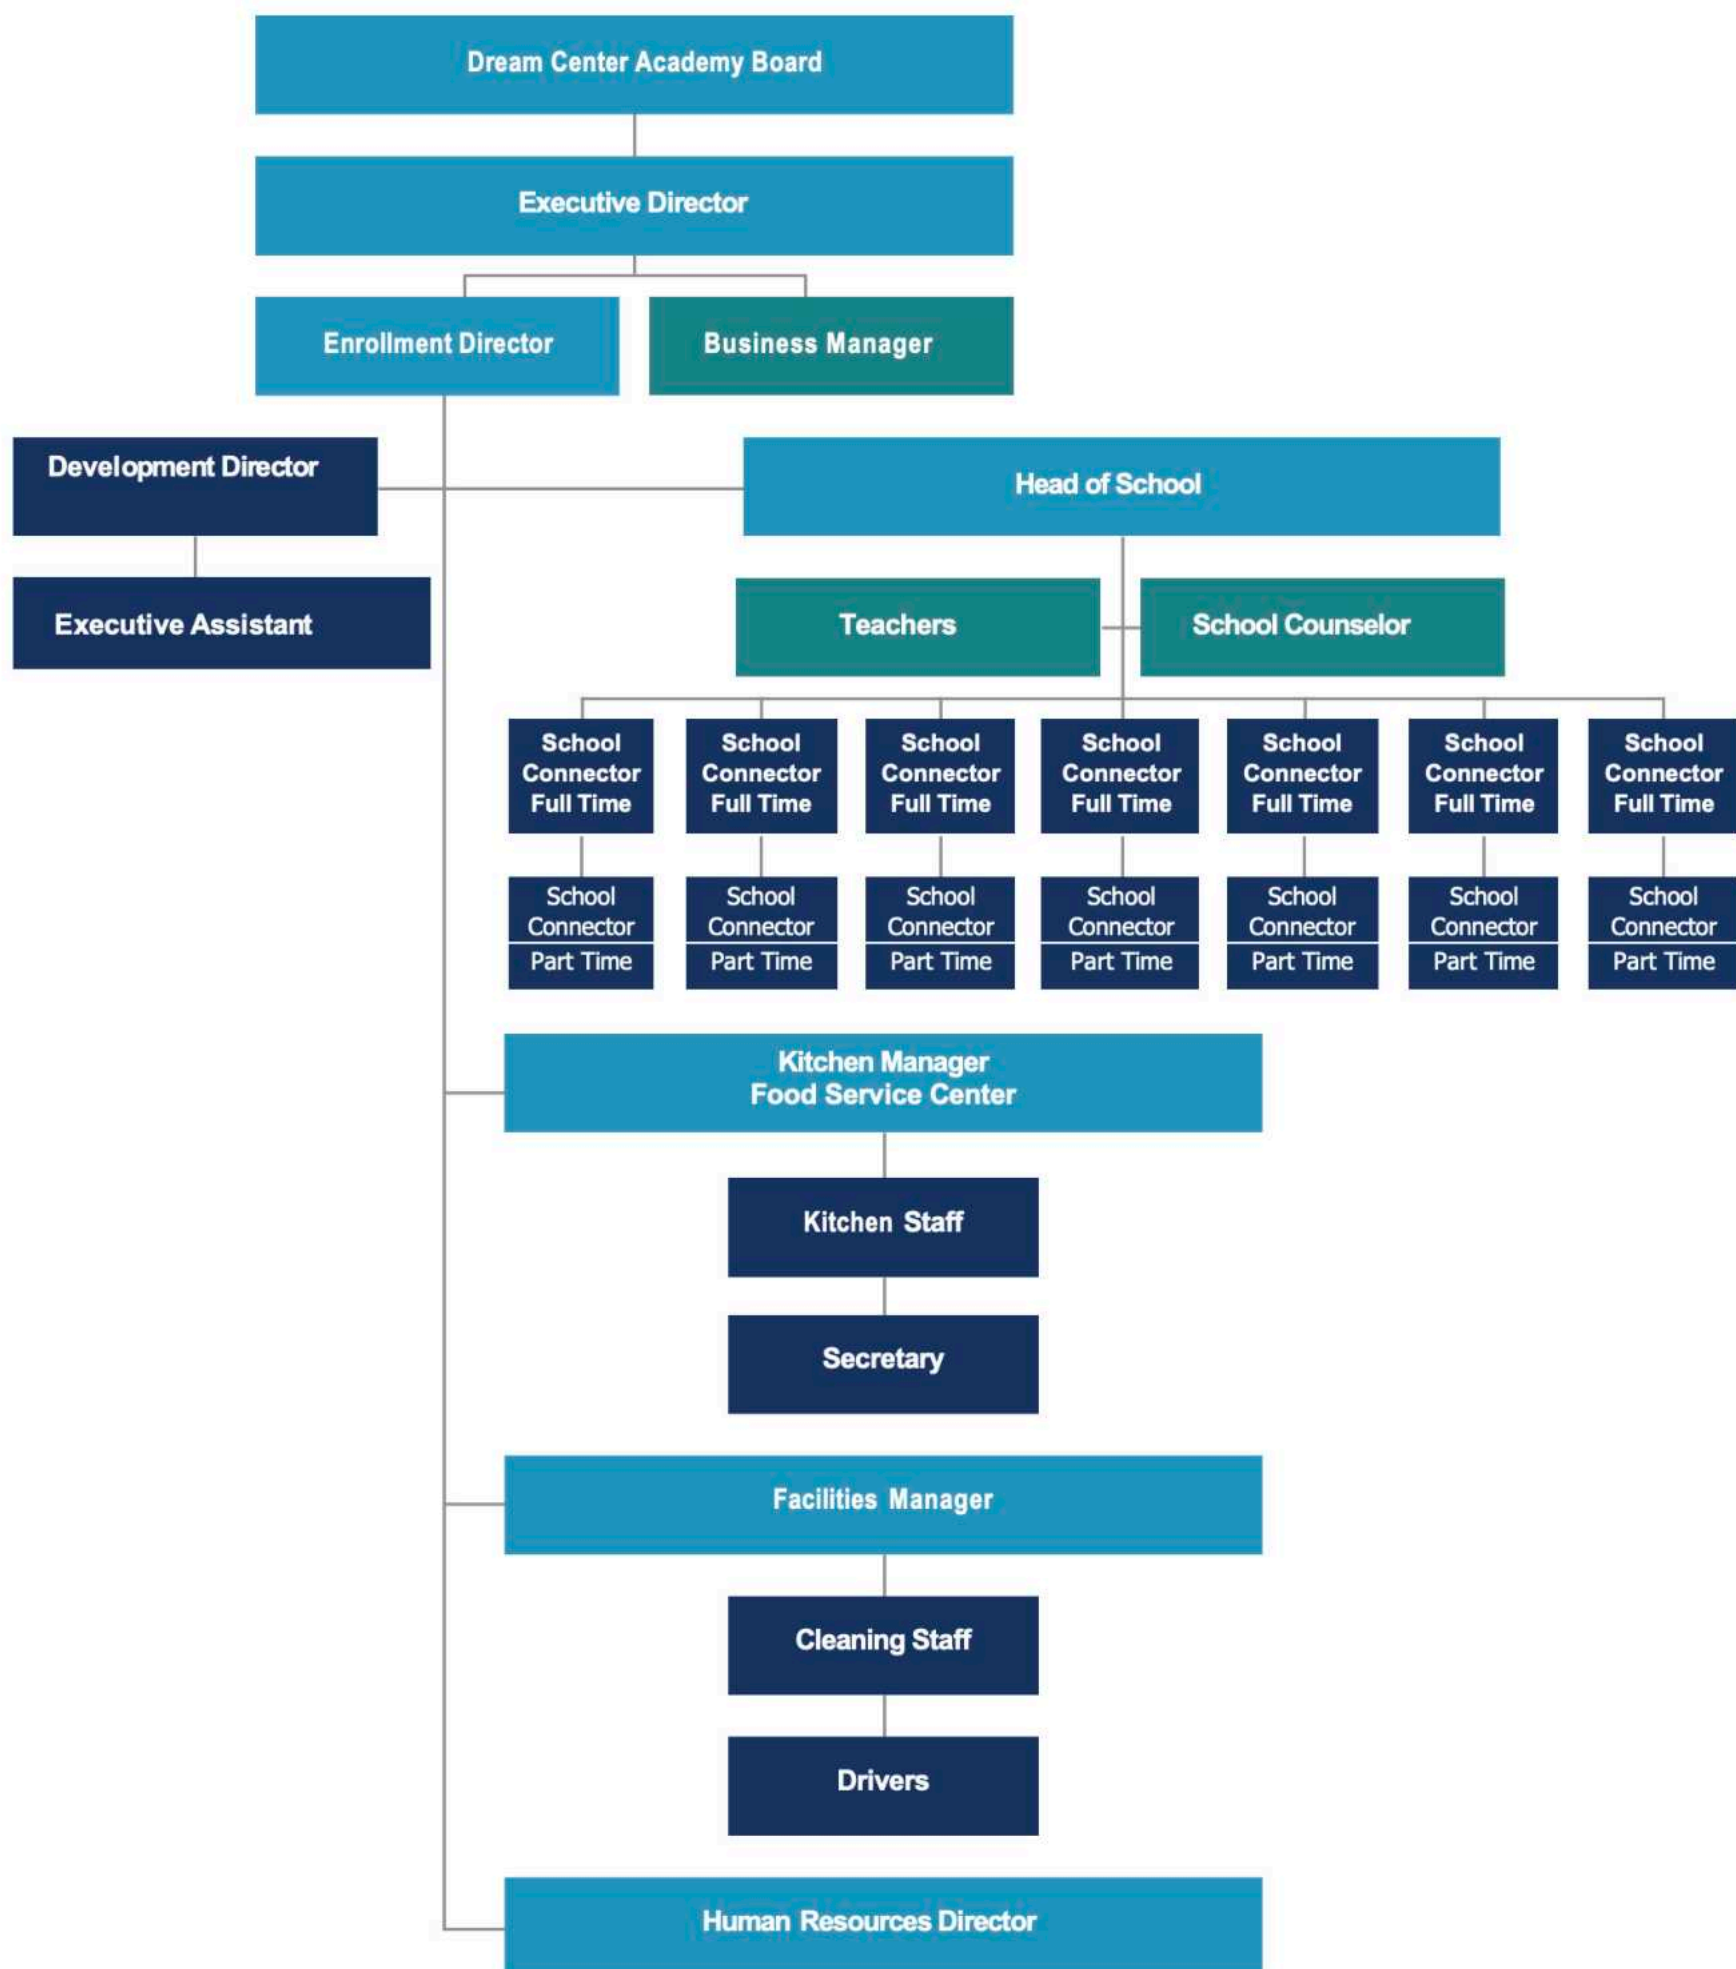 Dream Center Academy Board
Executive Director
Enrollment Director
Business Manager
Development Director
Head of School
Executive Assistant
Teachers
School Counselor
School
Connector
Full Time
School
Connector
Full Time
School
Connector
Full Time
School
Connector
Full Time
School
Connector
Full Time
School
Connector
Full Time
School
Connector
Full Time
School
Connector
Part Time
School
Connector
Part Time
School
Connector
Part Time
School
Connector
Part Time
School
Connector
Part Time
School
Connector
Part Time
School
Connector
Part Time
Kitchen Manager
Food Service Center
Kitchen Staff
Secretary
Facilities Manager
Cleaning Staff
Drivers
Human Resources Director